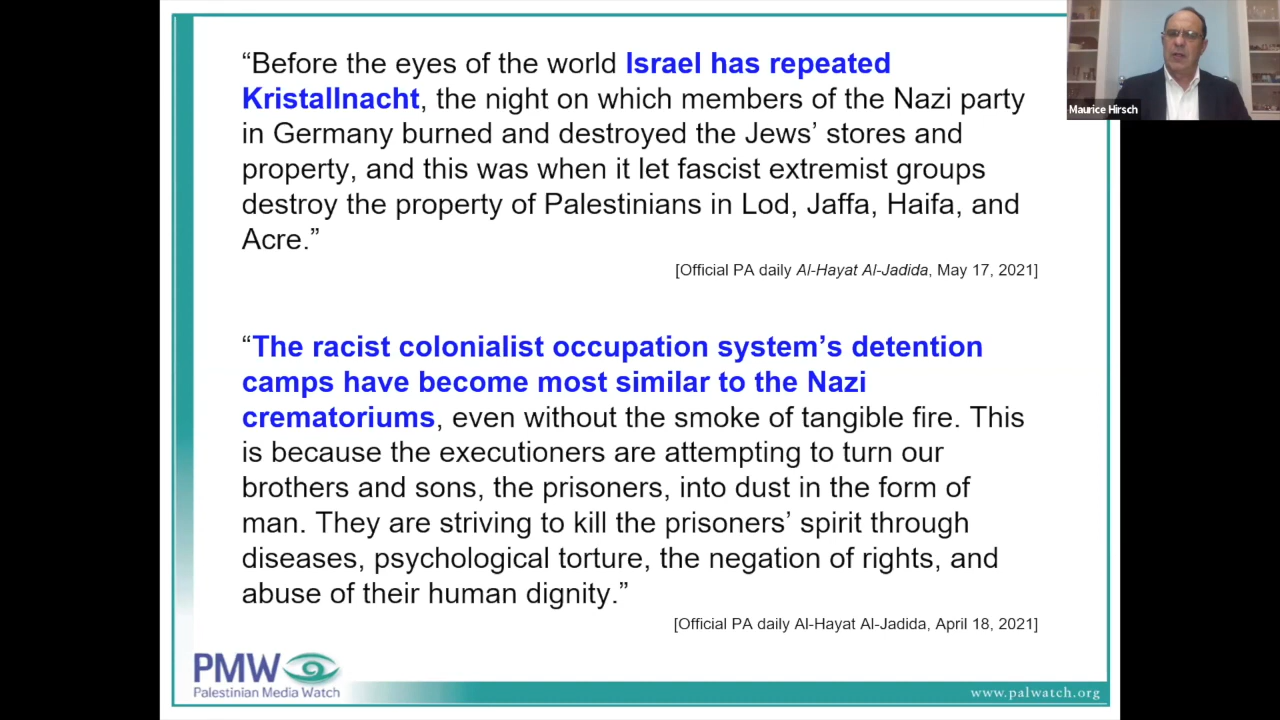 “Before the eyes of the world Israel has repeated
Kristallnacht, the night on which members of the Nazi party
in Germany burned and destroyed the Jews’ stores and
property, and this was when it let fascist extremist groups
destroy the property of Palestinians in Lod, Jaffa, Haifa, and
Acre.”
[Official PA daily Al-Hayat Al-Jadida, May 17, 2021]
“The racist colonialist occupation system’s detention
camps have become most similar to the Nazi
crematoriums, even without the smoke of tangible fire. This
is because the executioners are attempting to turn our
brothers and sons, the prisoners, into dust in the form of
man. They are striving to kill the prisoners’ spirit through
diseases, psychological torture, the negation of rights, and
abuse of their human dignity.”
[Official PA daily Al-Hayat Al-Jadida, April 18, 2021]
PMW
Palestinian Media Watch
www.palwatch.org
Maurice Hirsch